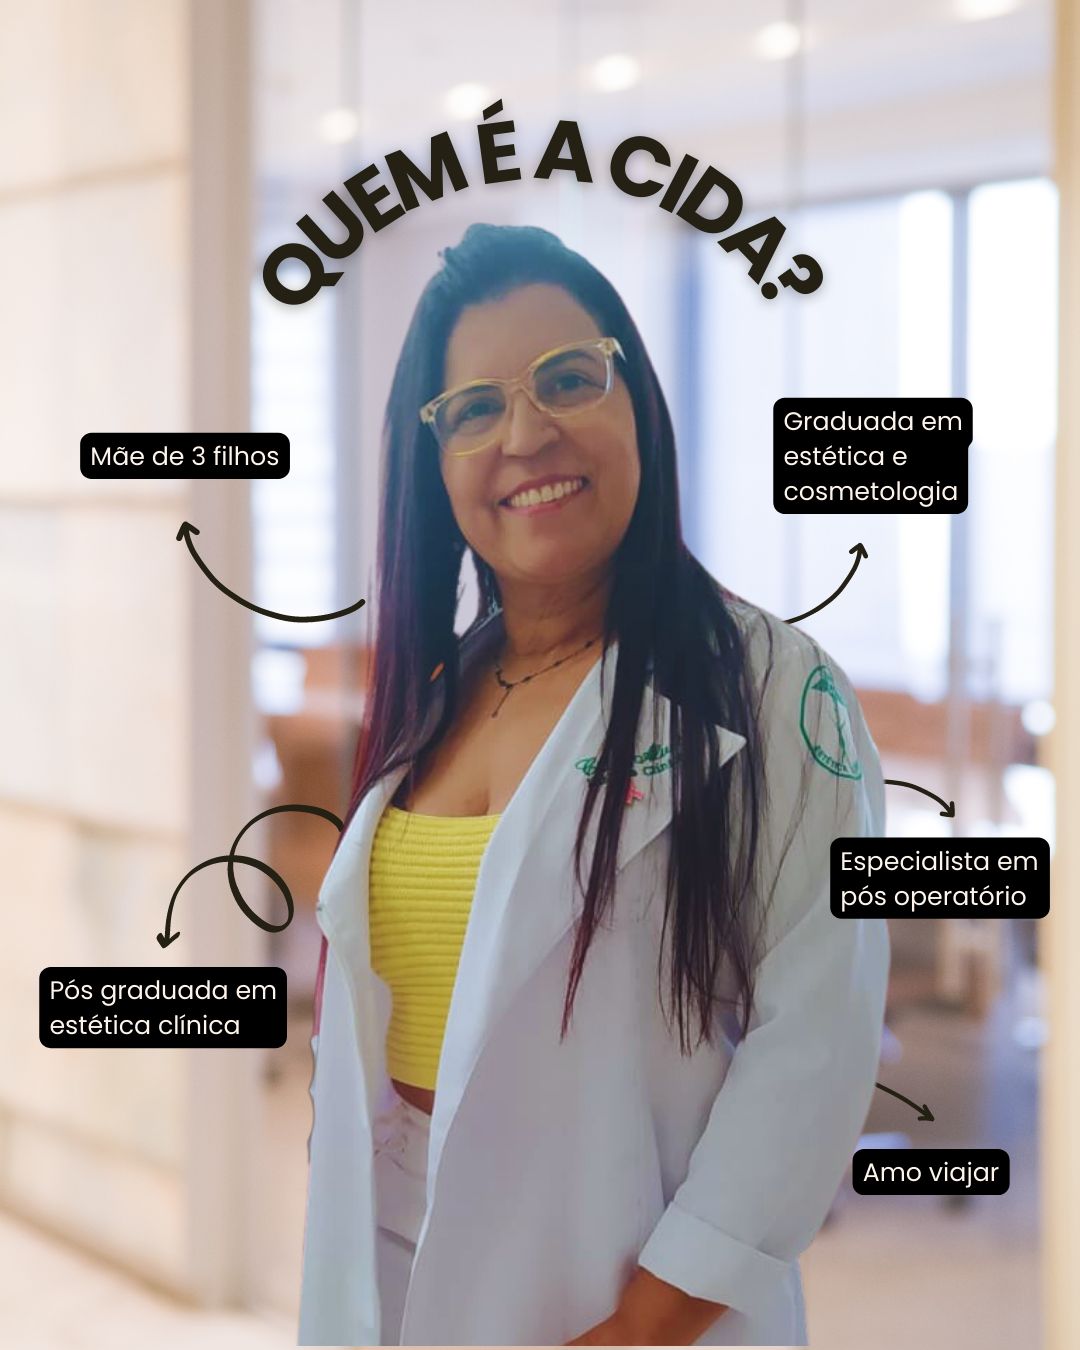 QUEM É A CIDA?
Mãe de 3 filhos
Graduada em
estética e
cosmetologia
ESTÉTICA
Especialista em
pós operatório
Pós graduada em
estética clínica
Amo viajar